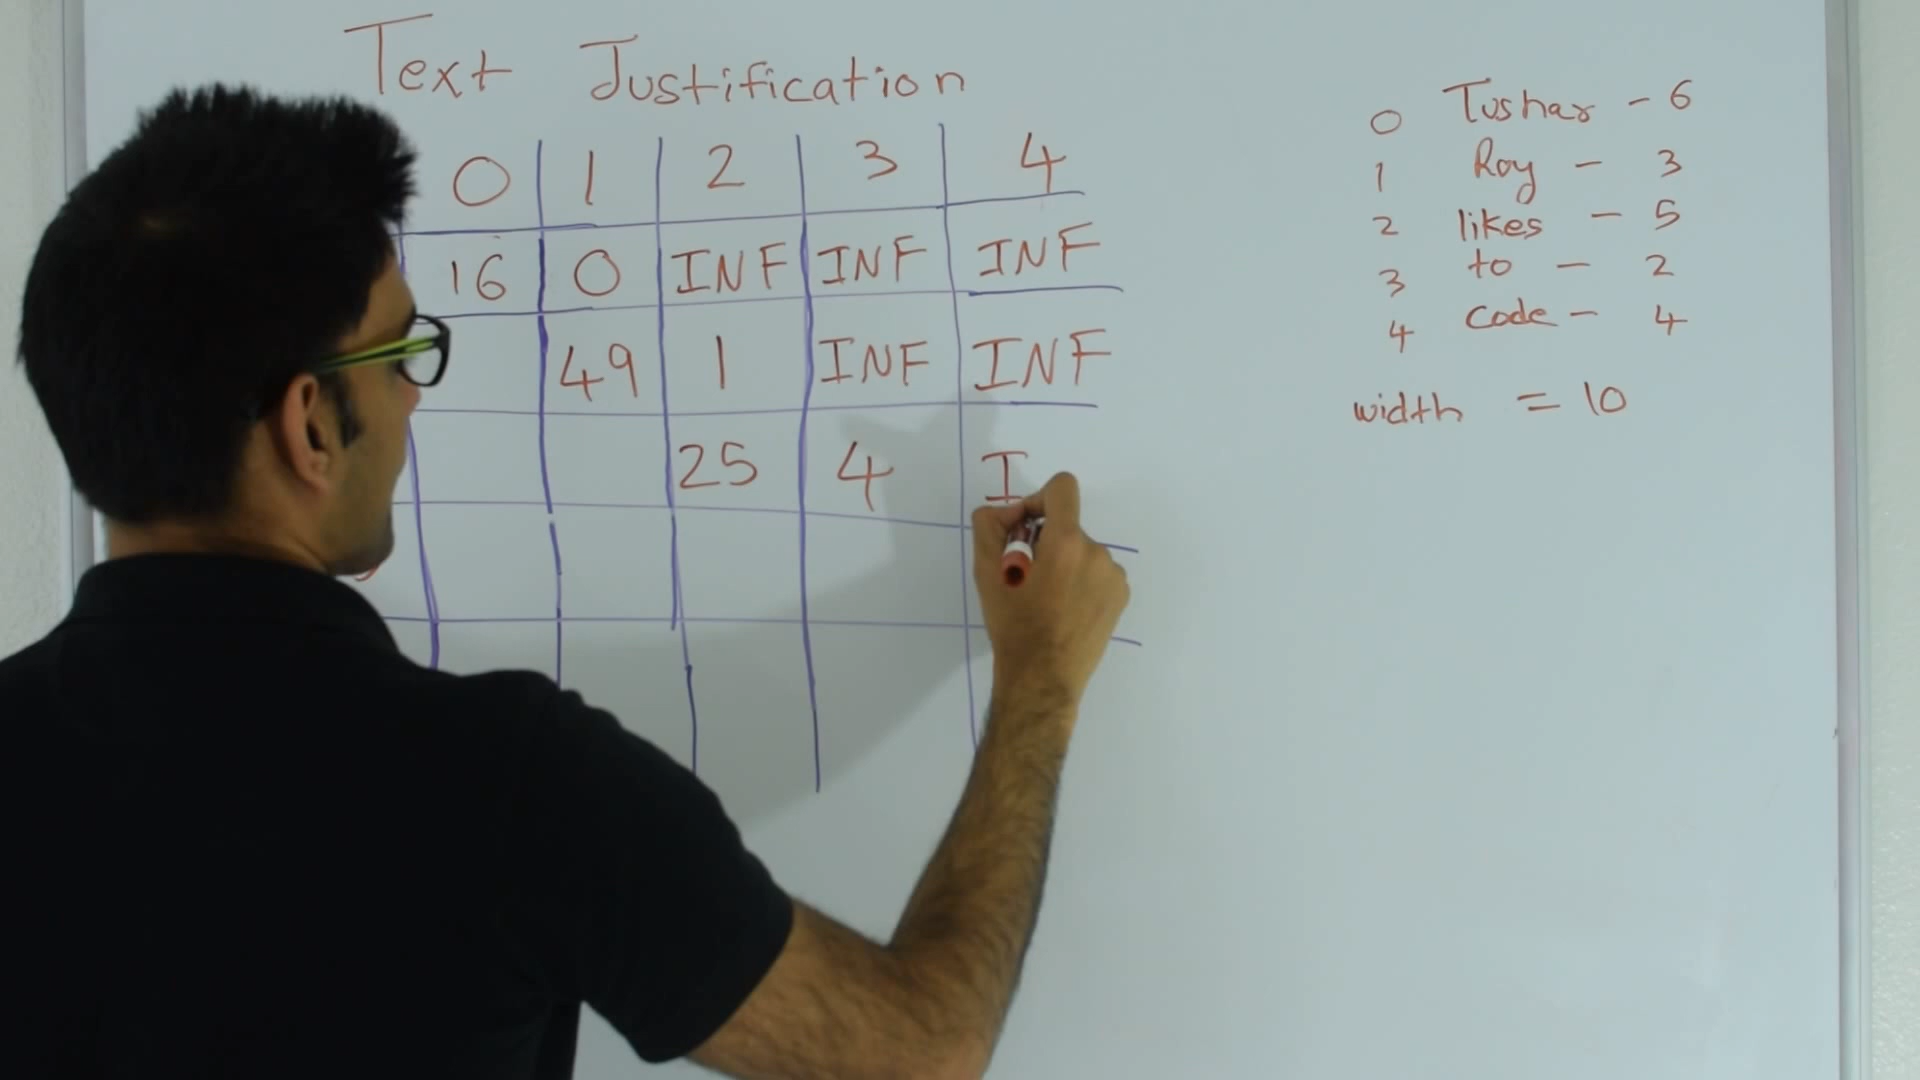 Text Justification
0 1 2 3 4
16 0 INF INF INF
49 1 INF INF
25 4 I
0 Tushar - 6
1 Roy - 3
2 likes - 5
3 to - 2
4 Code - 4
width = 10